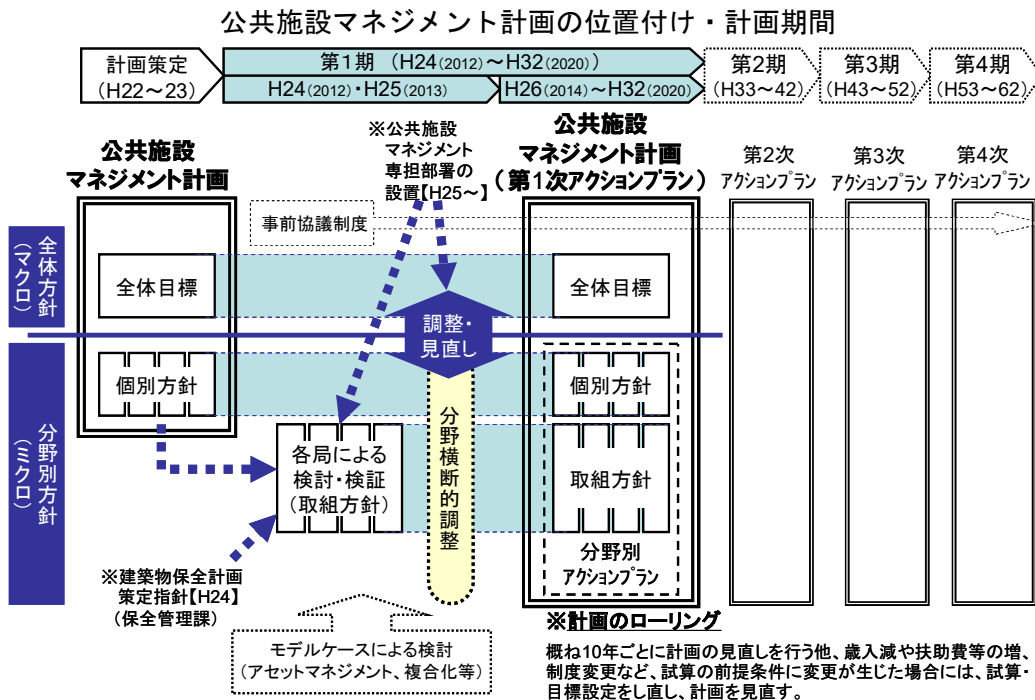 公共施設マネジメント計画の位置付け・計画期間
計画策定
(H22～23)
第1期 (H24(2012)～H32(2020))
H24(2012)・H25(2013)
H26(2014)～H32(2020)
第2期
(H33～42)
第3期
(H43～52)
第4期
(H53～62)
公共施設
マネジメント計画
※公共施設
マネジメント
専担部署の
設置【H25～】
公共施設
マネジメント計画
(第1次アクションプラン)
第2次
アクションプラン
第3次
アクションプラン
第4次
アクションプラン
事前協議制度
全体方針
(マクロ)
全体目標
全体目標
調整・
見直し
分野別方針
(ミクロ)
個別方針
個別方針
各局による
検討・検証
(取組方針)
分野横断的調整
取組方針
分野別
アクションプラン
※建築物保全計画
策定指針【H24】
(保全管理課)
モデルケースによる検討
(アセットマネジメント、複合化等)
※計画のローリング
概ね10年ごとに計画の見直しを行う他、歳入減や扶助費等の増、
制度変更など、試算の前提条件に変更が生じた場合には、試算・
目標設定をし直し、計画を見直す。